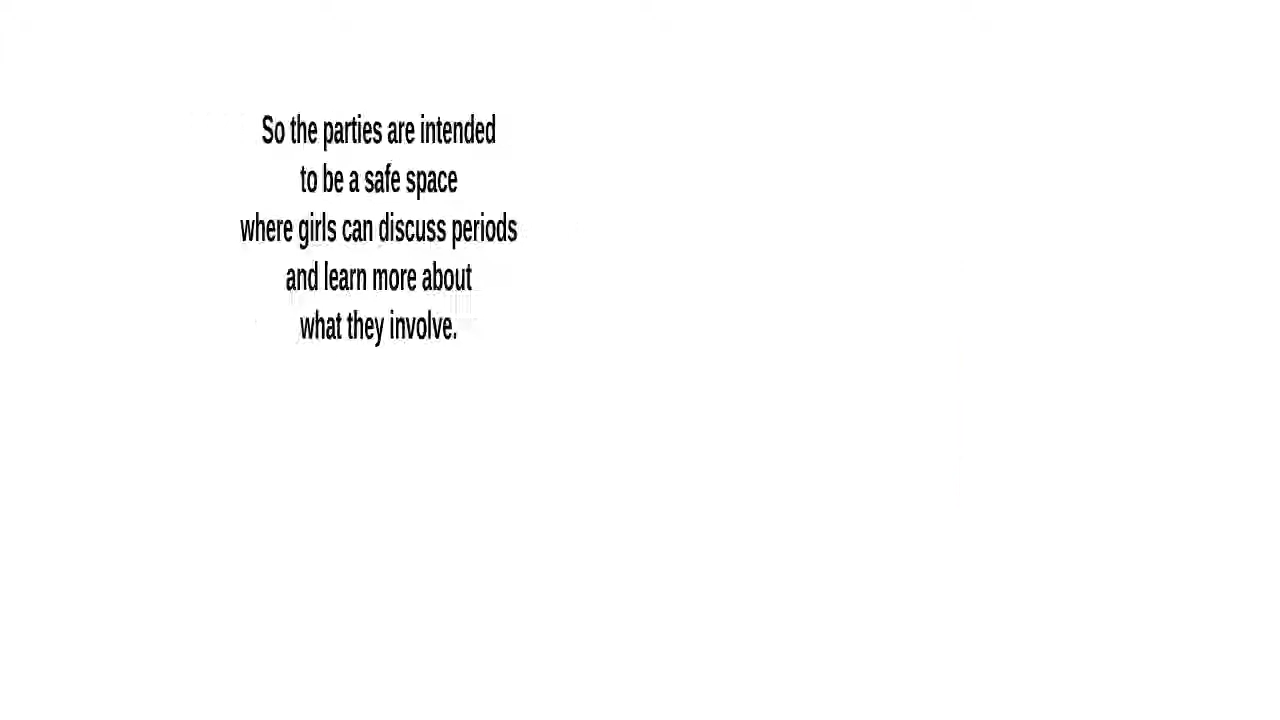 So the parties are intended
to be a safe space
where girls can discuss periods
and learn more about
what they involve.